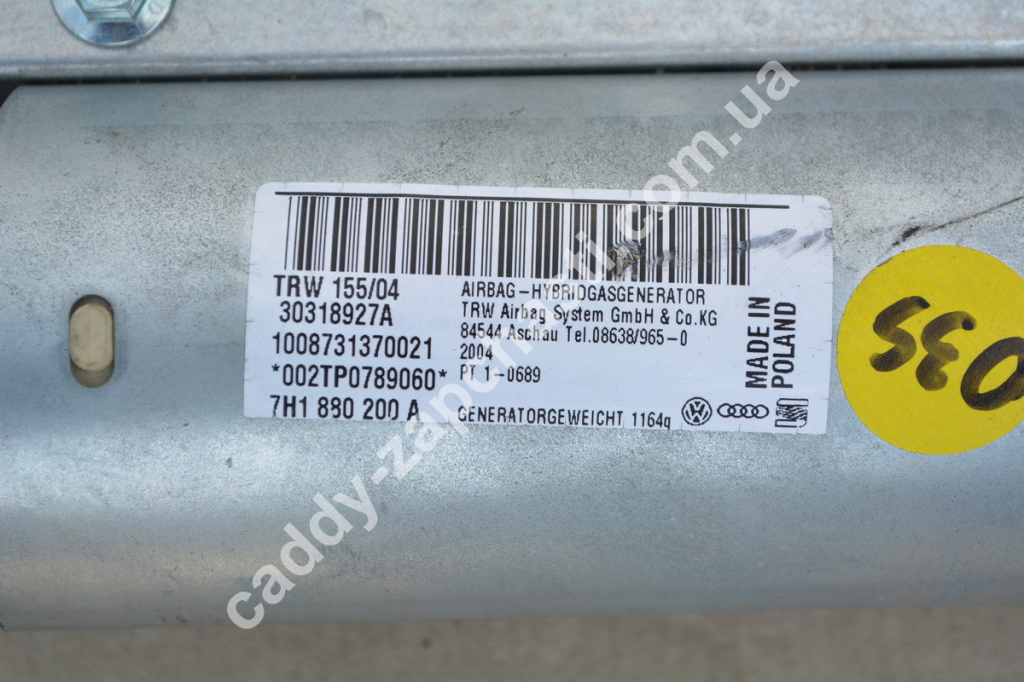 TRW 155/04
30318927A
1008731370021
*002TP0789060*
7H1 880 200 A
AIRBAG-HYBRIDGASGENERATOR
TRW Airbag System GmbH & Co.KG
84544 Aschau Tel.08638/965-0
2004
PT 1-0689
GENERATORGEWEICHT 1164g
MADE IN
POLAND
035
caddy-zapchasti.com.ua